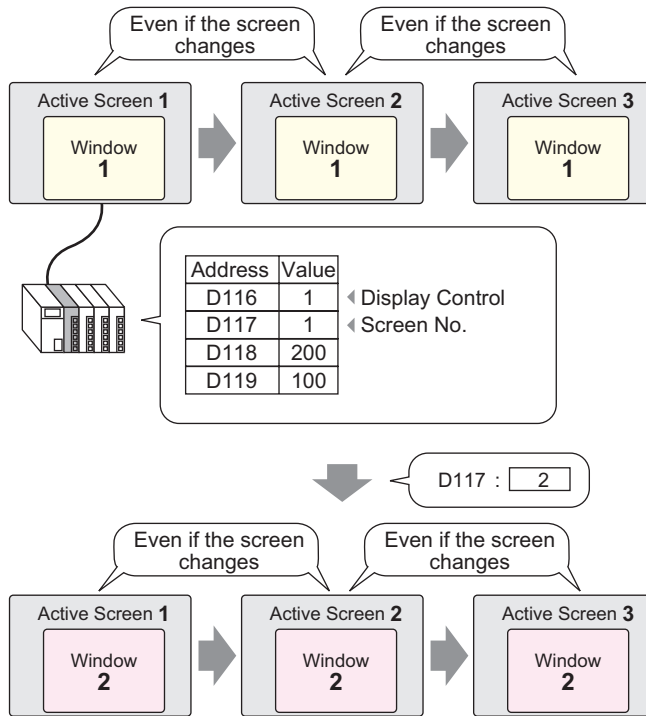 Even if the screen
changes
Even if the screen
changes
Active Screen 1
Active Screen 2
Active Screen 3
Window
1
Window
1
Window
1
Address Value
D116 1 Display Control
D117 1 Screen No.
D118 200
D119 100
D117 : 2
Even if the screen
changes
Even if the screen
changes
Active Screen 1
Active Screen 2
Active Screen 3
Window
2
Window
2
Window
2